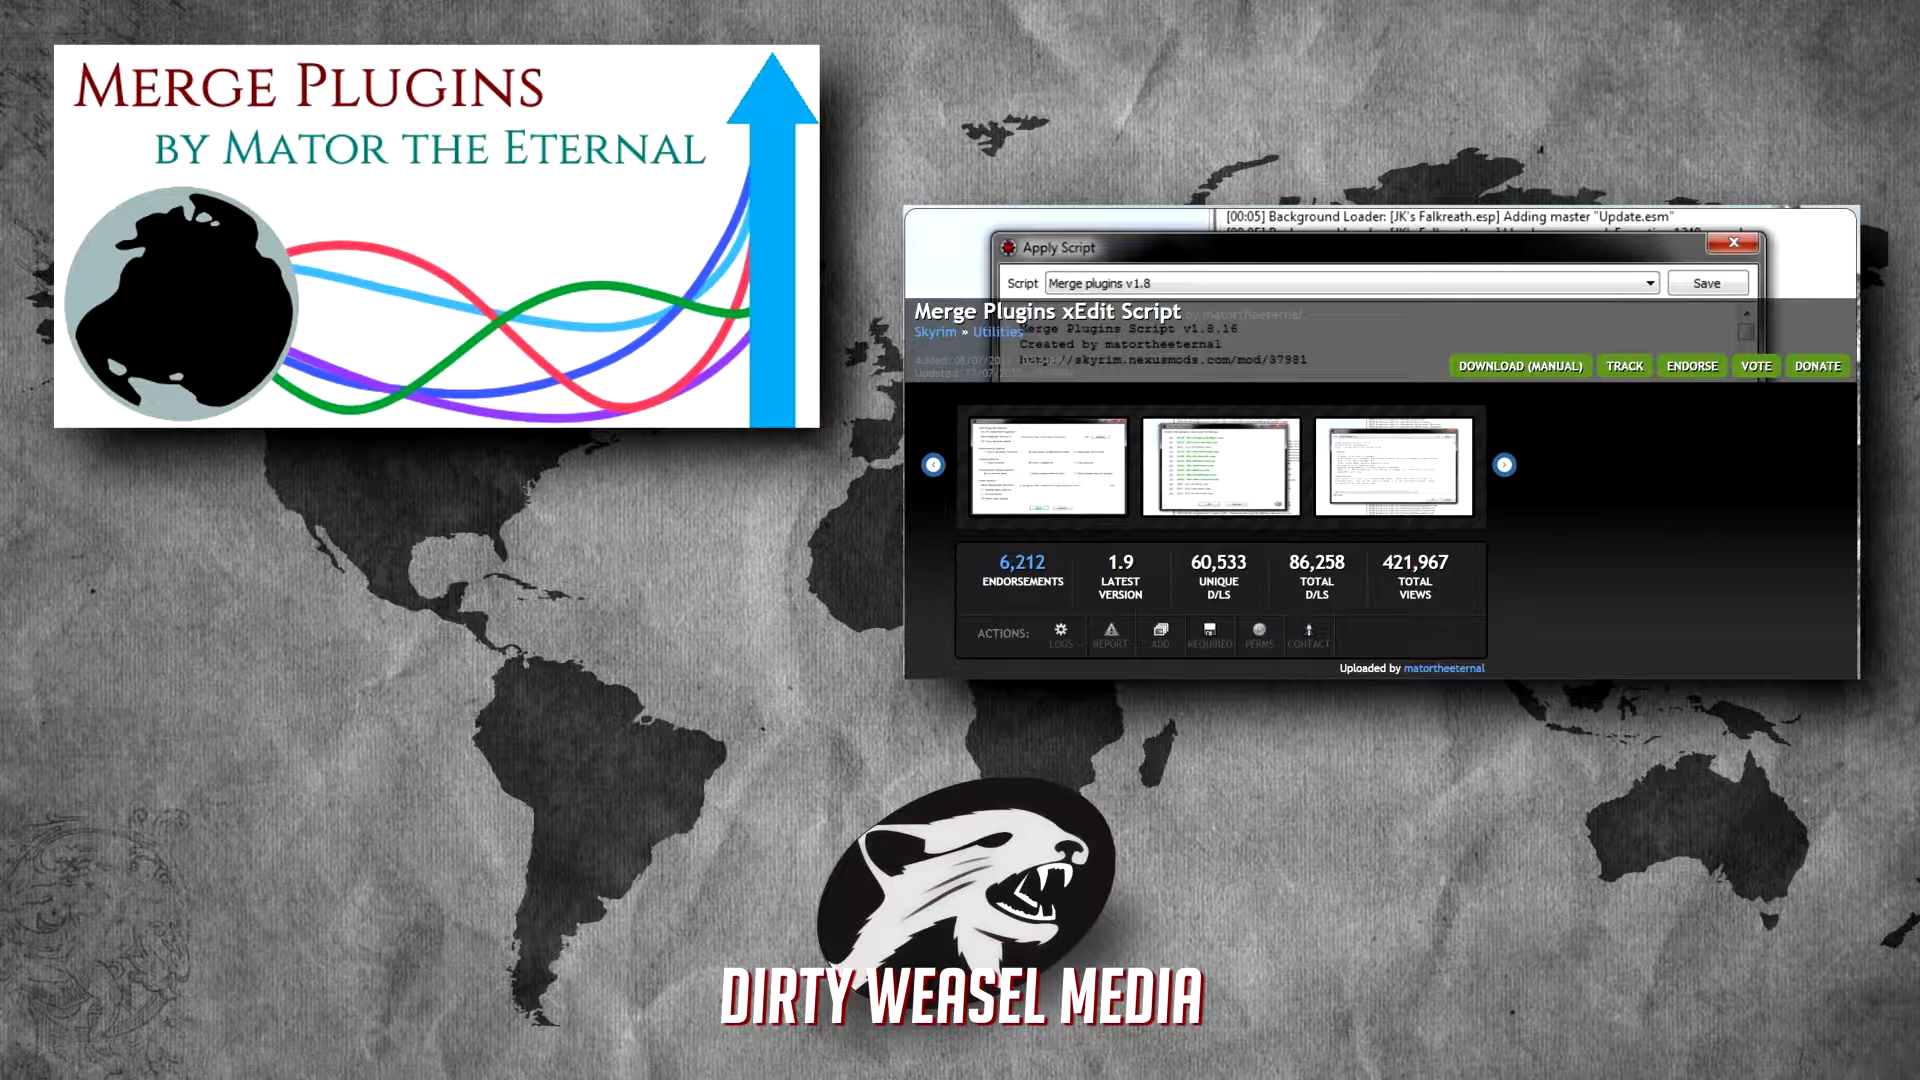 MERGE PLUGINS
BY MATOR THE ETERNAL
[00:05] Background Loader: [JK's Falkreath.esp] Adding master "Update.esm"
Apply Script
Script Merge plugins v1.8 Save
Merge Plugins xEdit Script
by matortheeternal
Skyrim » Utilities
Merge Plugins Script v1.8.16
Created by matortheeternal
http://skyrim.nexusmods.com/mod/37981
DOWNLOAD (MANUAL) TRACK ENDORSE VOTE DONATE
6,212 1.9 60,533 86,258 421,967
ENDORSEMENTS LATEST UNIQUE TOTAL TOTAL
VERSION D/LS D/LS VIEWS
ACTIONS: LOGS REPORT ADD REQUIRED PERMS CONTACT
Uploaded by matortheeternal
DIRTY WEASEL MEDIA